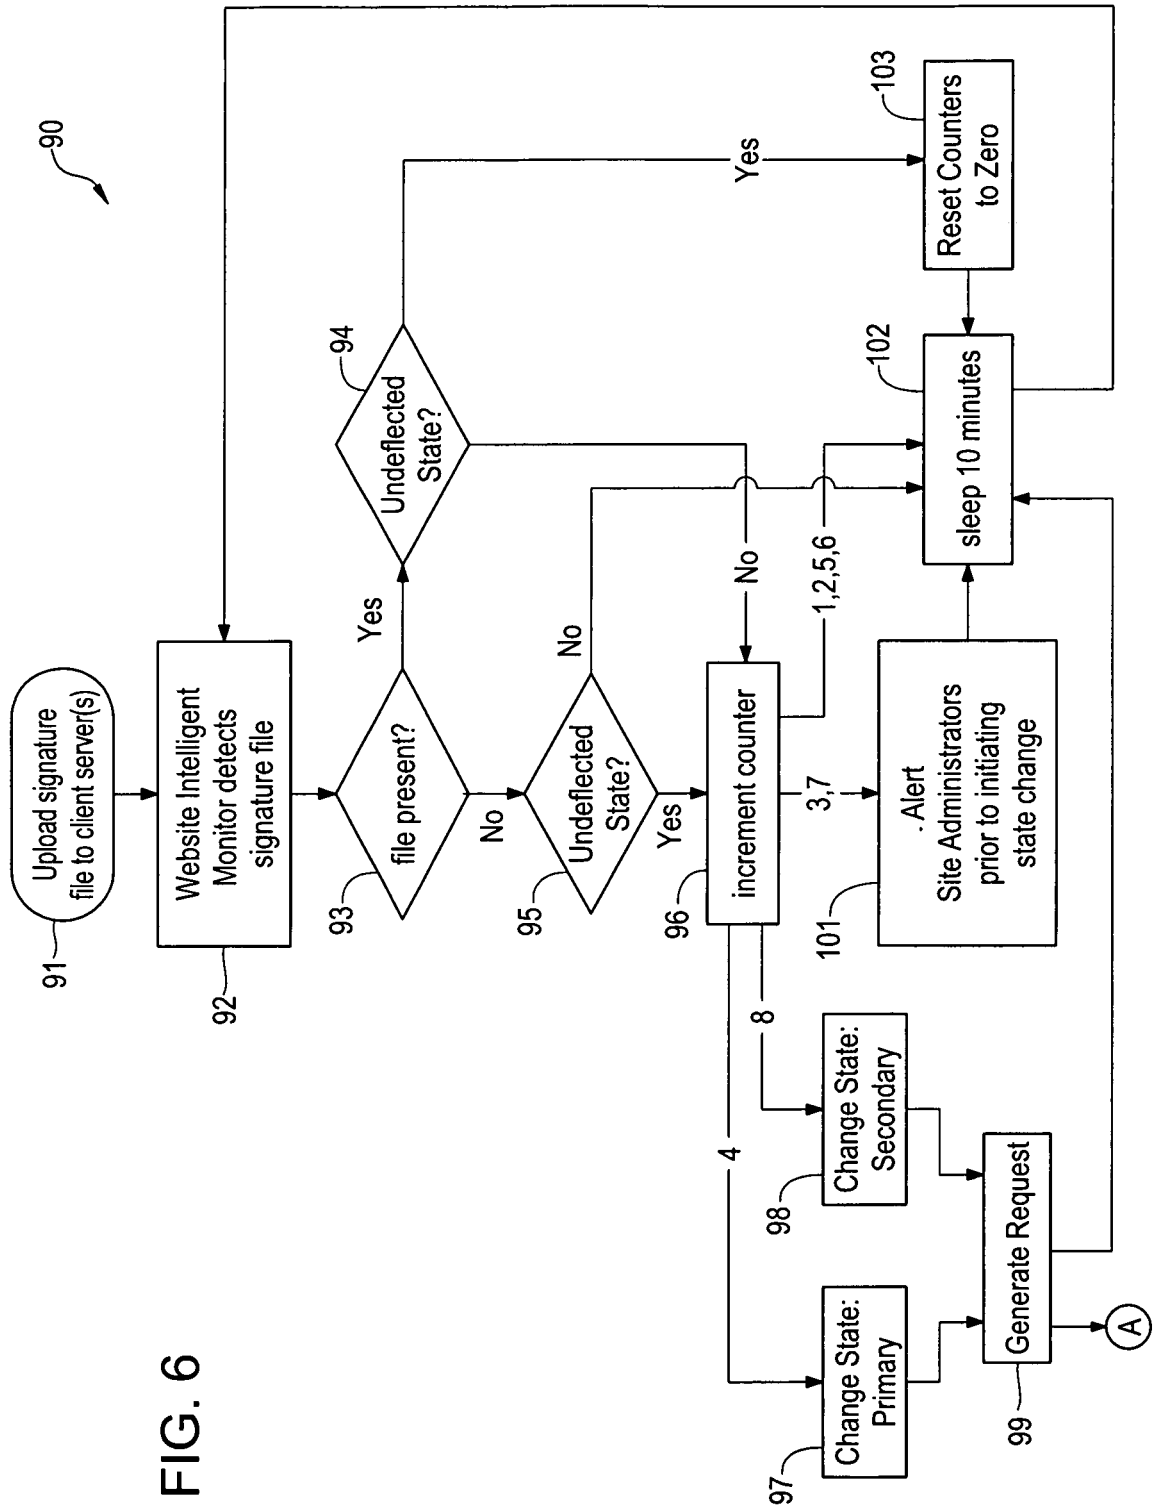 FIG. 6
90
91
Upload signature
file to client server(s)
92
Website Intelligent
Monitor detects
signature file
93
file present?
Yes
No
94
Undeflected
State?
Yes
No
95
Undeflected
State?
No
Yes
96
increment counter
4
8
3,7
1,2,5,6
97
Change State:
Primary
98
Change State:
Secondary
99
Generate Request
A
101
. Alert
Site Administrators
prior to initiating
state change
102
sleep 10 minutes
103
Reset Counters
to Zero